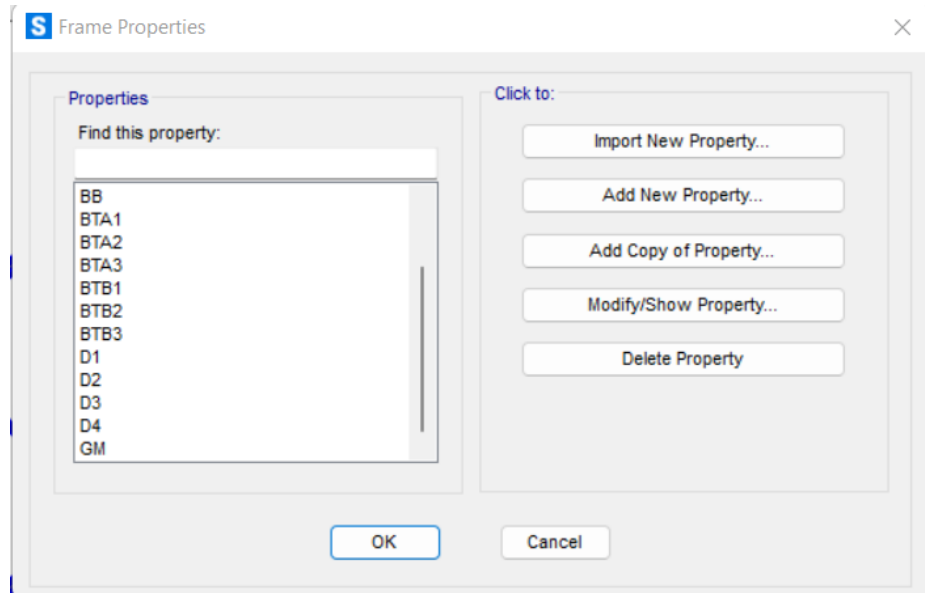 S Frame Properties
Properties
Find this property:
BB
BTA1
BTA2
BTA3
BTB1
BTB2
BTB3
D1
D2
D3
D4
GM
Click to:
Import New Property...
Add New Property...
Add Copy of Property...
Modify/Show Property...
Delete Property
OK
Cancel